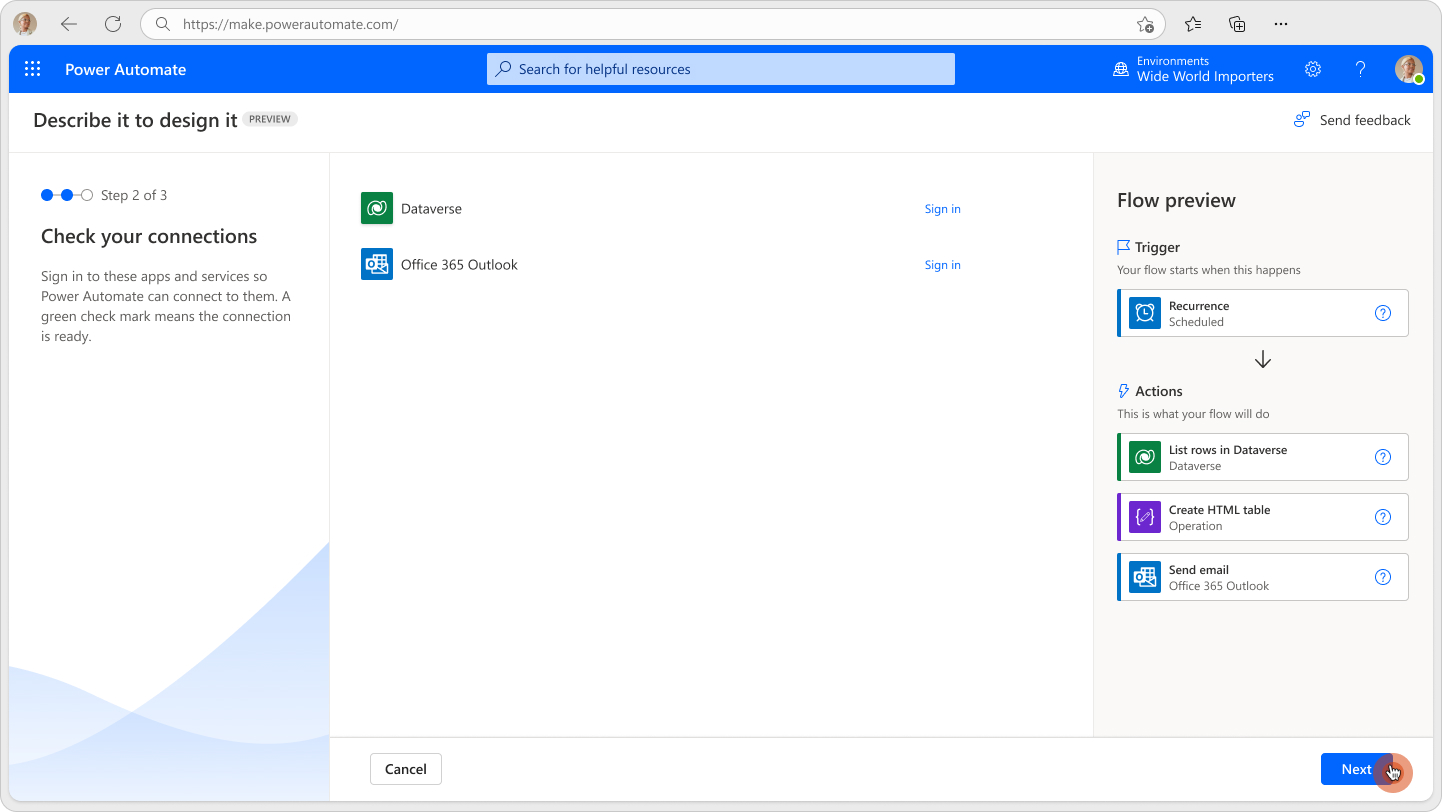 https://make.powerautomate.com/
Power Automate
Search for helpful resources
Environments
Wide World Importers
Describe it to design it PREVIEW
Send feedback
Step 2 of 3
Check your connections
Sign in to these apps and services so
Power Automate can connect to them. A
green check mark means the connection
is ready.
Dataverse Sign in
Office 365 Outlook Sign in
Flow preview
Trigger
Your flow starts when this happens
Recurrence
Scheduled
Actions
This is what your flow will do
List rows in Dataverse
Dataverse
Create HTML table
Operation
Send email
Office 365 Outlook
Cancel
Next